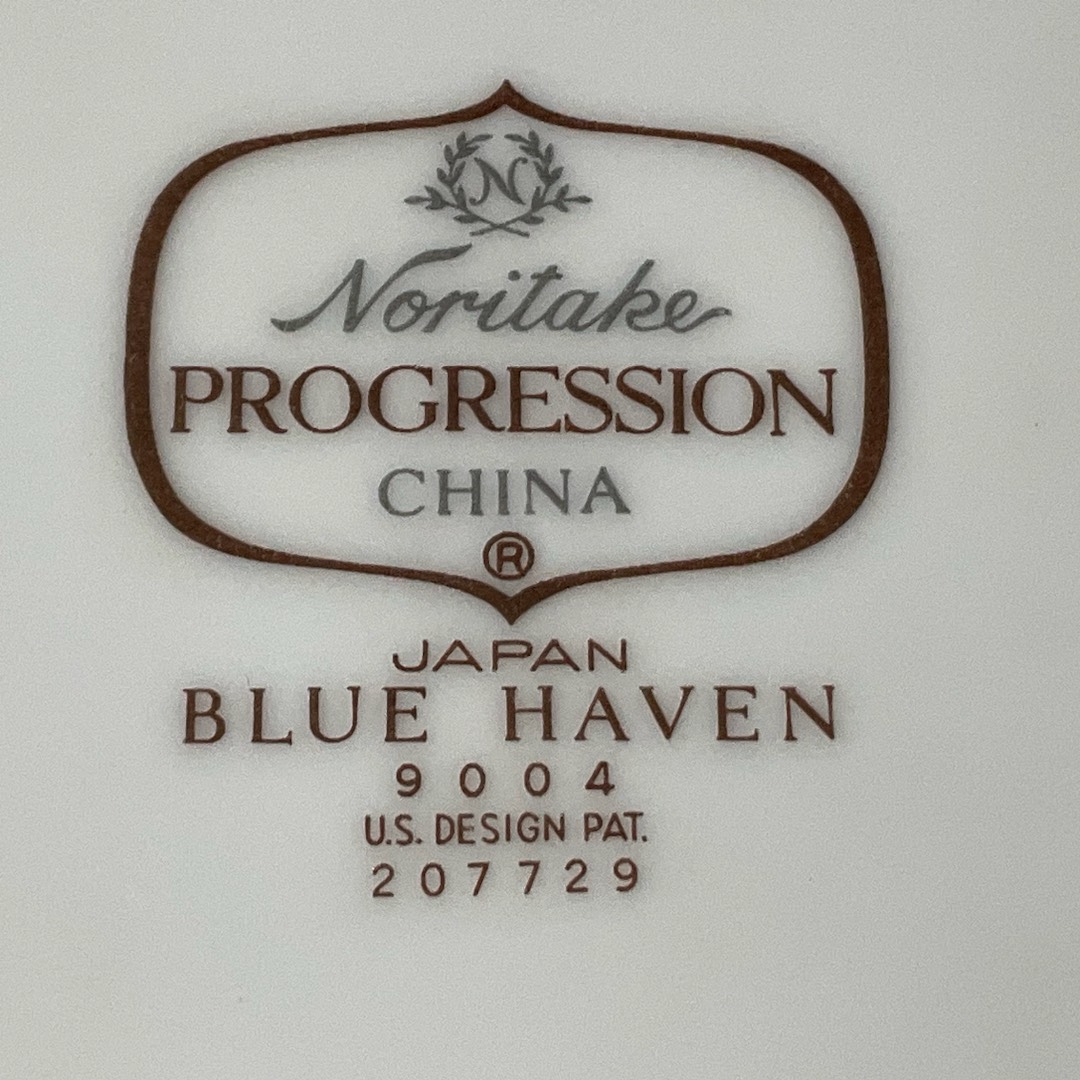 N
Noritake
PROGRESSION
CHINA
®
JAPAN
BLUE HAVEN
9004
U.S. DESIGN PAT.
207729